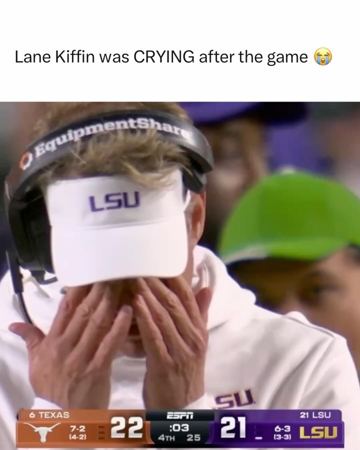 Lane Kiffin was CRYING after the game 😭
EquipmentShare
LSU
SU
6 TEXAS
7-2
(4-2)
22
ESPN
:03
4TH 25
21
21 LSU
6-3
(3-3)
LSU